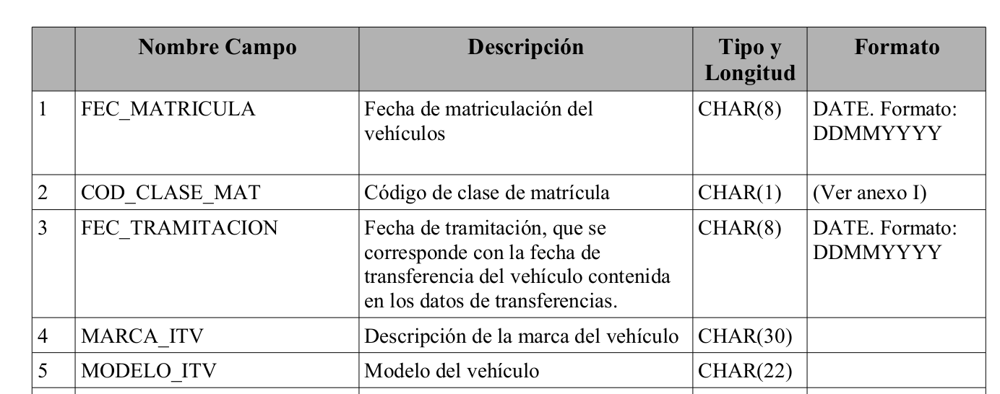 Nombre Campo Descripción Tipo y Longitud Formato
1 FEC_MATRICULA Fecha de matriculación del vehículos CHAR(8) DATE. Formato: DDMMYYYY
2 COD_CLASE_MAT Código de clase de matrícula CHAR(1) (Ver anexo I)
3 FEC_TRAMITACION Fecha de tramitación, que se corresponde con la fecha de transferencia del vehículo contenida en los datos de transferencias. CHAR(8) DATE. Formato: DDMMYYYY
4 MARCA_ITV Descripción de la marca del vehículo CHAR(30)
5 MODELO_ITV Modelo del vehículo CHAR(22)